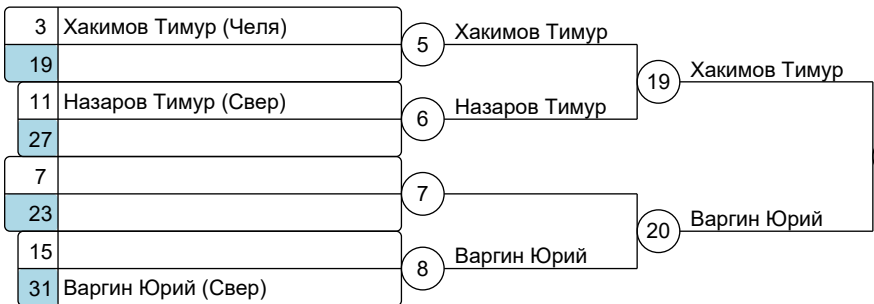 3 Хакимов Тимур (Челя)
5 Хакимов Тимур
19
19 Хакимов Тимур
11 Назаров Тимур (Свер)
6 Назаров Тимур
27
7
7
23
20 Варгин Юрий
15
8 Варгин Юрий
31 Варгин Юрий (Свер)